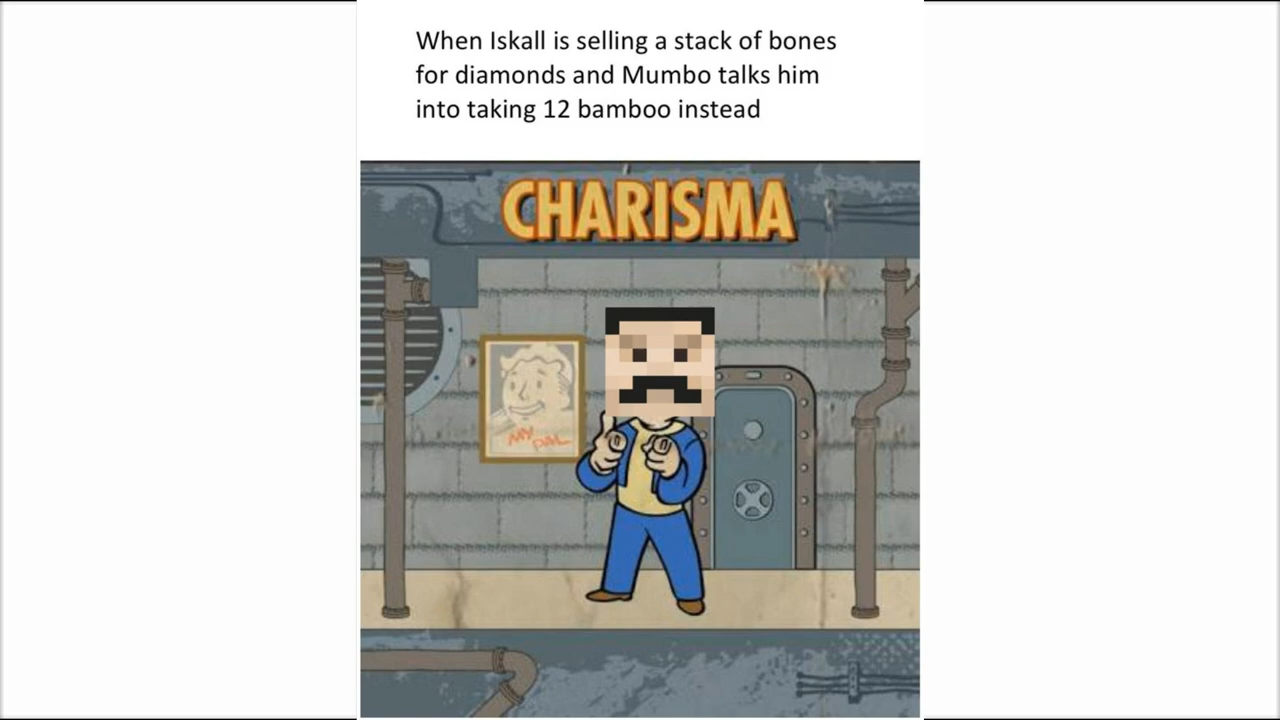 When Iskall is selling a stack of bones
for diamonds and Mumbo talks him
into taking 12 bamboo instead
CHARISMA
MY PAL